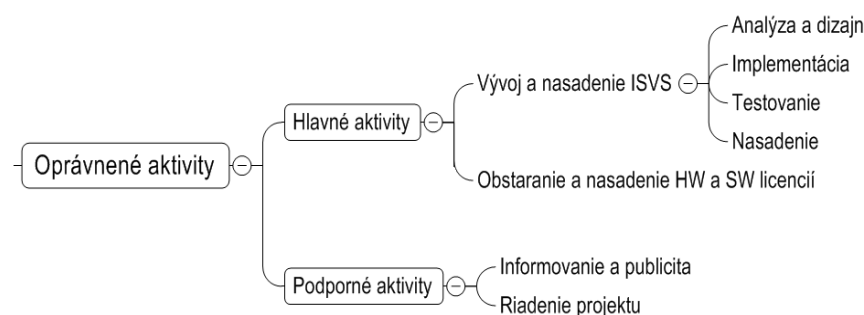 Oprávnené aktivity
Hlavné aktivity
Vývoj a nasadenie ISVS
Analýza a dizajn
Implementácia
Testovanie
Nasadenie
Obstaranie a nasadenie HW a SW licencií
Podporné aktivity
Informovanie a publicita
Riadenie projektu